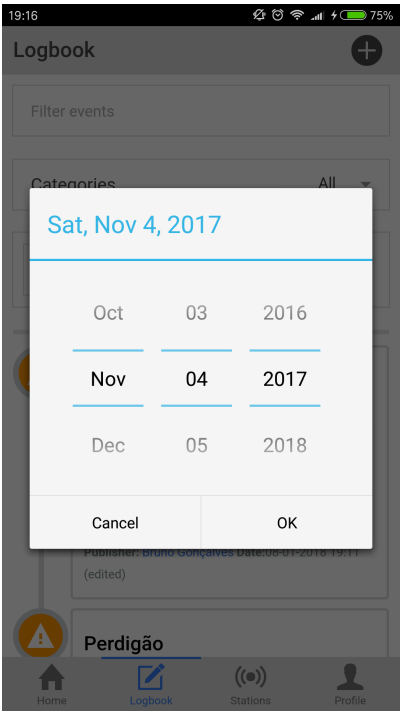 19:16 75%
Logbook
Filter events
Categories All
Sat, Nov 4, 2017
Oct 03 2016
Nov 04 2017
Dec 05 2018
Cancel OK
Publisher: Bruno Gonçalves Date:08-01-2018 19:11
(edited)
Perdigão
Home Logbook Stations Profile